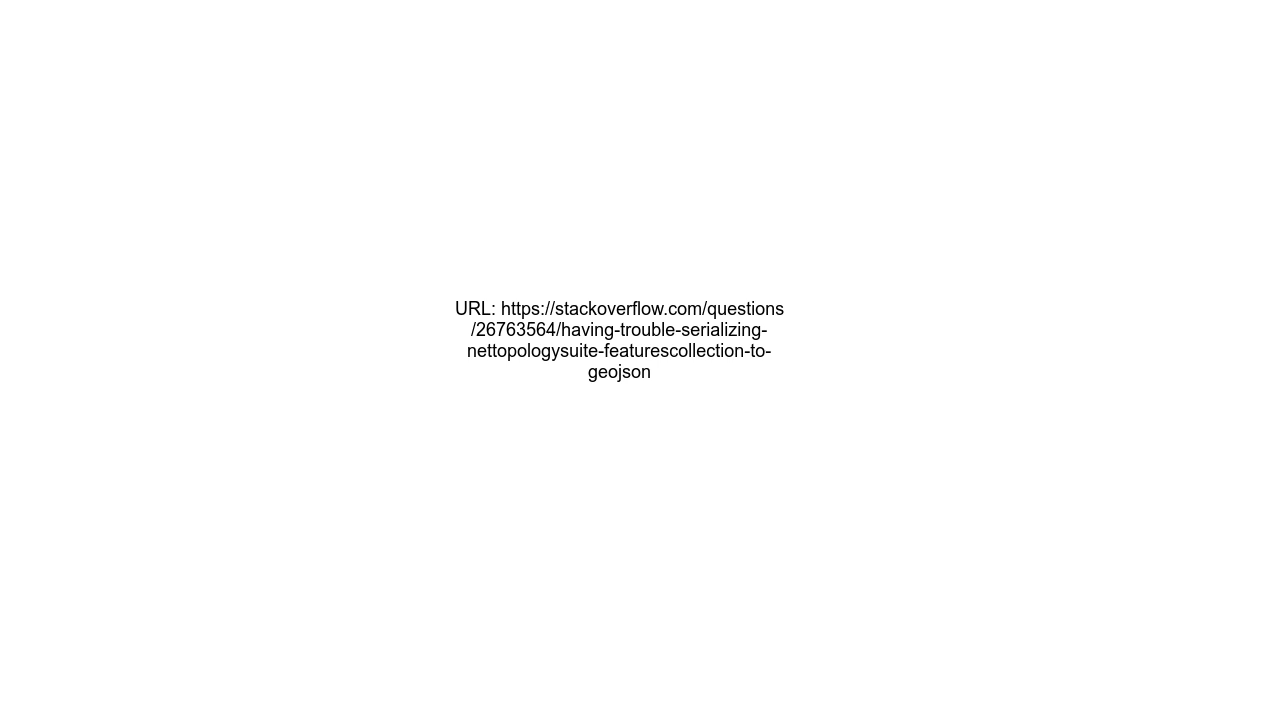 URL: https://stackoverflow.com/questions
/26763564/having-trouble-serializing-
nettopologysuite-featurescollection-to-
geojson